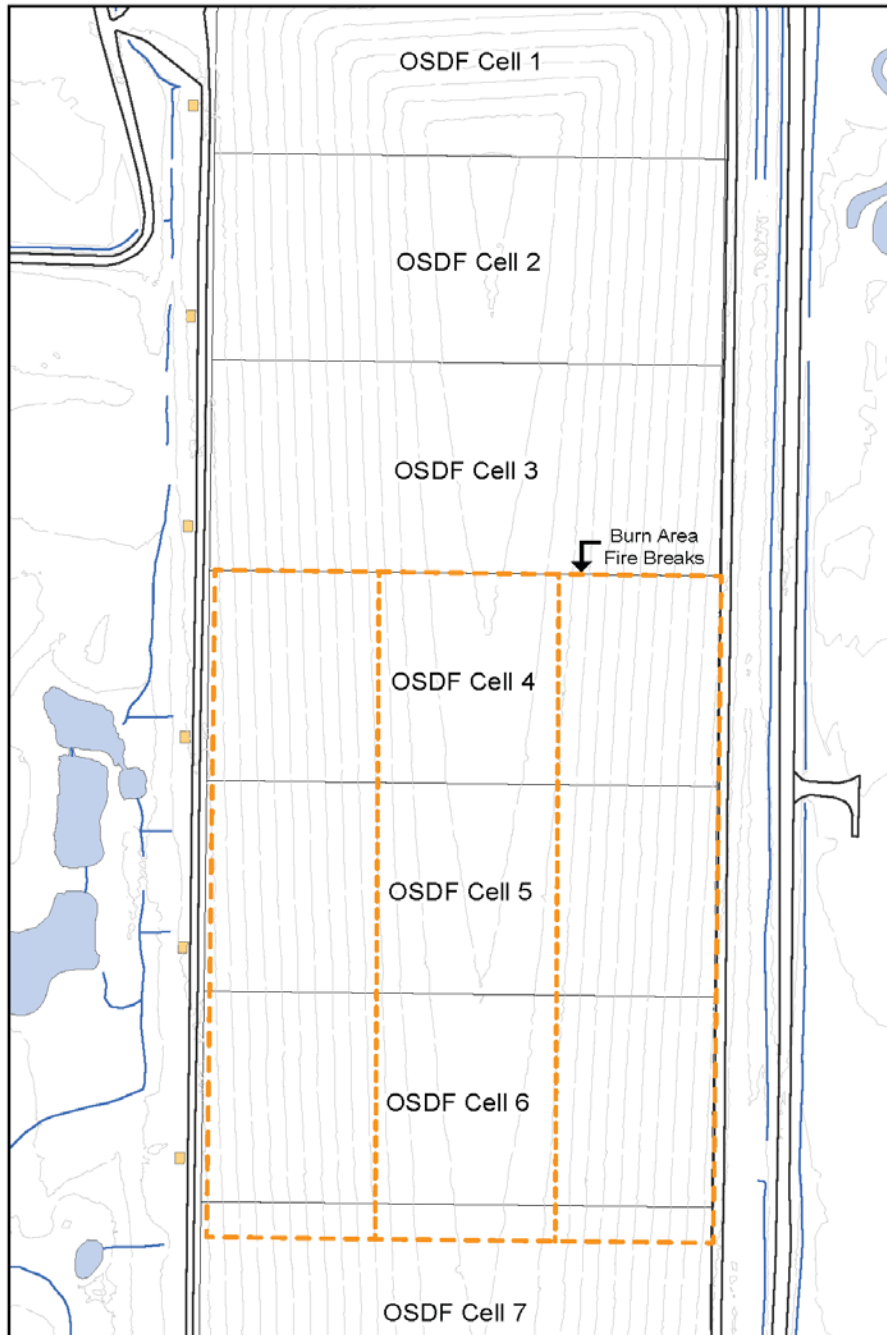 OSDF Cell 1
OSDF Cell 2
OSDF Cell 3
Burn Area
Fire Breaks
OSDF Cell 4
OSDF Cell 5
OSDF Cell 6
OSDF Cell 7